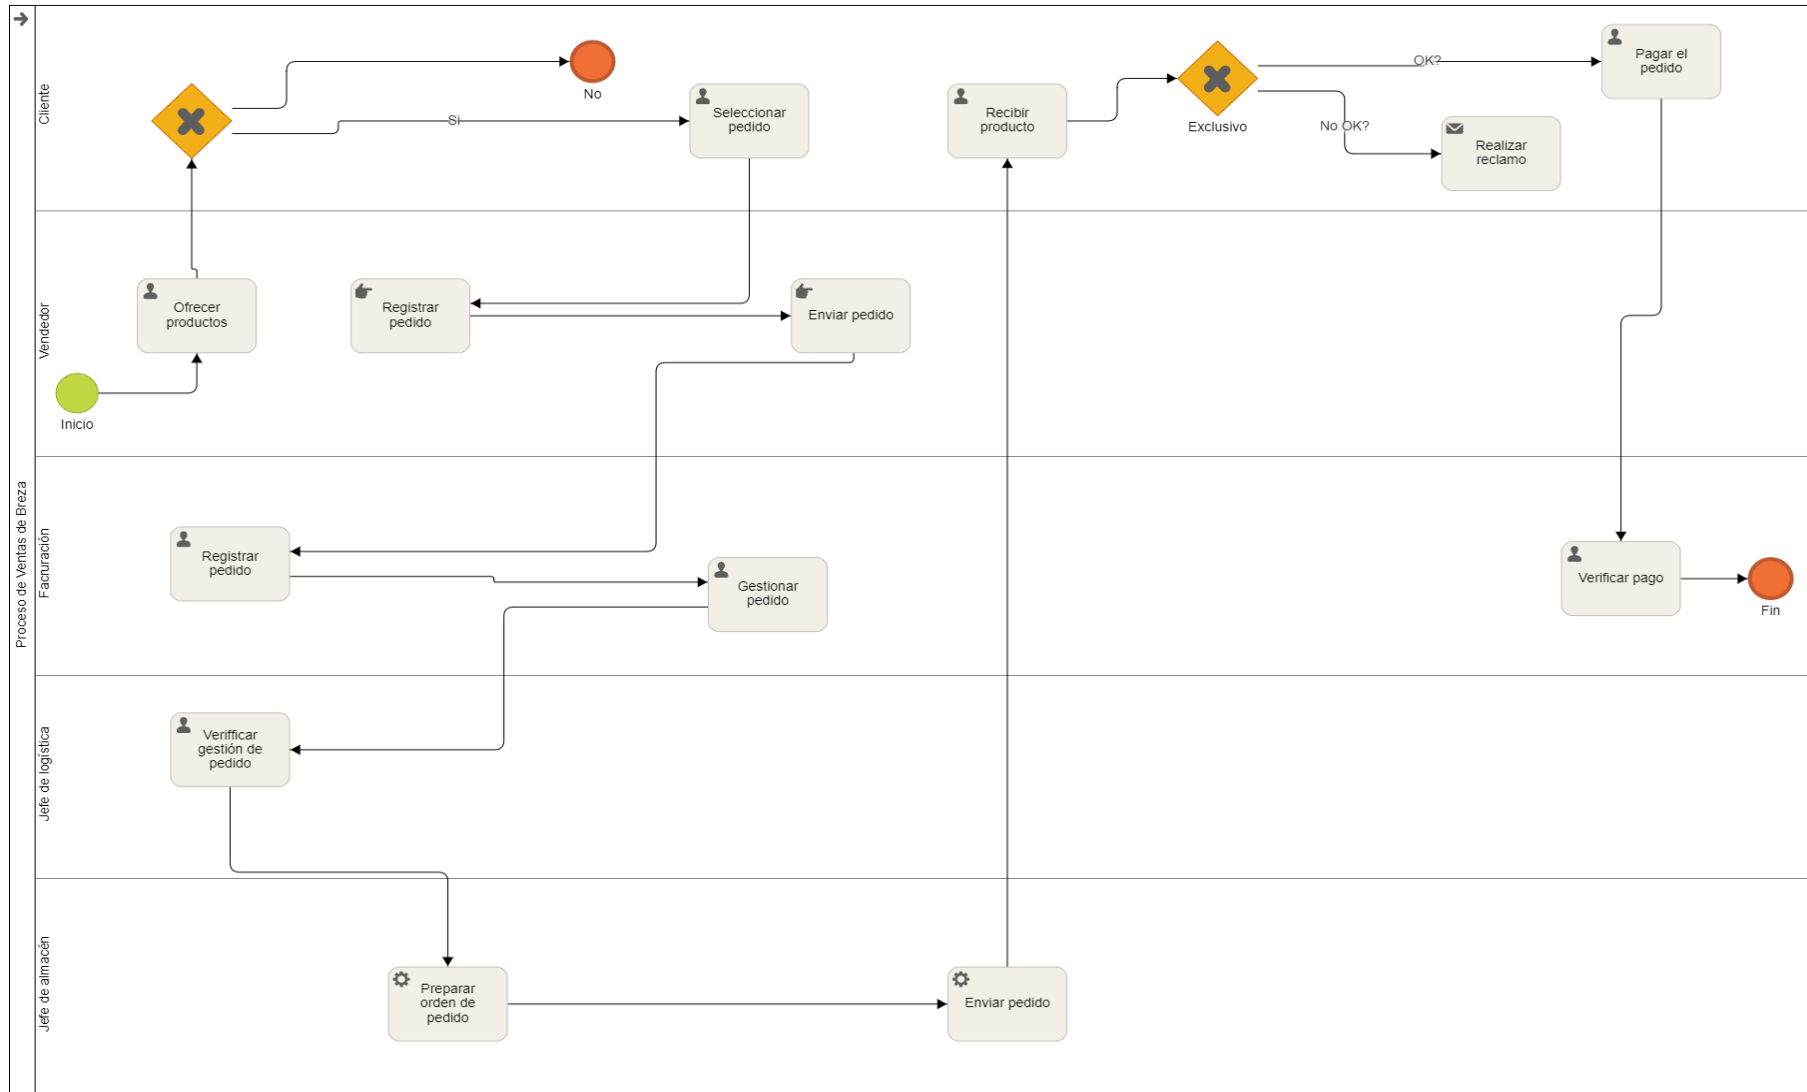 Proceso de Ventas de Breza
Cliente
No
Si
Seleccionar
pedido
Recibir
producto
Exclusivo
OK?
No OK?
Pagar el
pedido
Realizar
reclamo
Vendedor
Inicio
Ofrecer
productos
Registrar
pedido
Enviar pedido
Facruración
Registrar
pedido
Gestionar
pedido
Verificar pago
Fin
Jefe de logística
Verifficar
gestión de
pedido
Jefe de almacén
Preparar
orden de
pedido
Enviar pedido